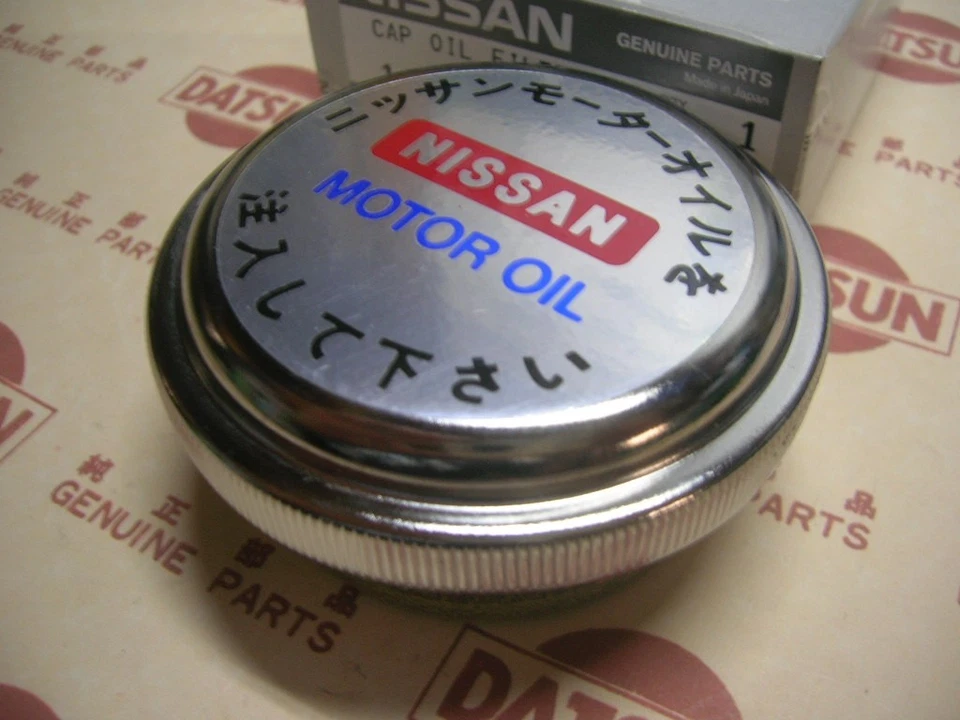 NISSAN
GENUINE PARTS
Made in Japan
CAP OIL
1
1
ニッサンモーターオイルを
NISSAN
MOTOR OIL
注入して下さい
純正部
GENUINE PARTS
DATSUN
純正部
GENUINE PARTS
DATSUN
純正部品
GENUINE PARTS
品
PARTS
DATSUN